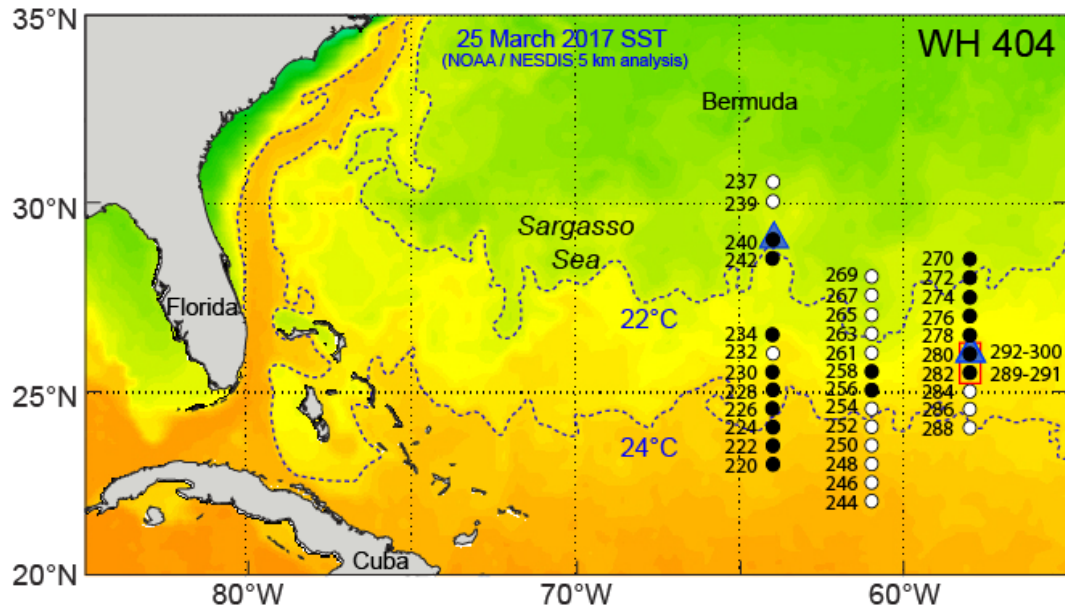 35°N
25 March 2017 SST
(NOAA / NESDIS 5 km analysis)
WH 404
Bermuda
237
30°N
239
Sargasso
Sea
240
242
270
269
272
267
274
Florida
265
276
22°C
234
263
278
232
261
280
292-300
230
258
282
289-291
25°N
228
256
284
226
254
286
224
252
288
24°C
222
250
220
248
246
244
Cuba
20°N
80°W
70°W
60°W